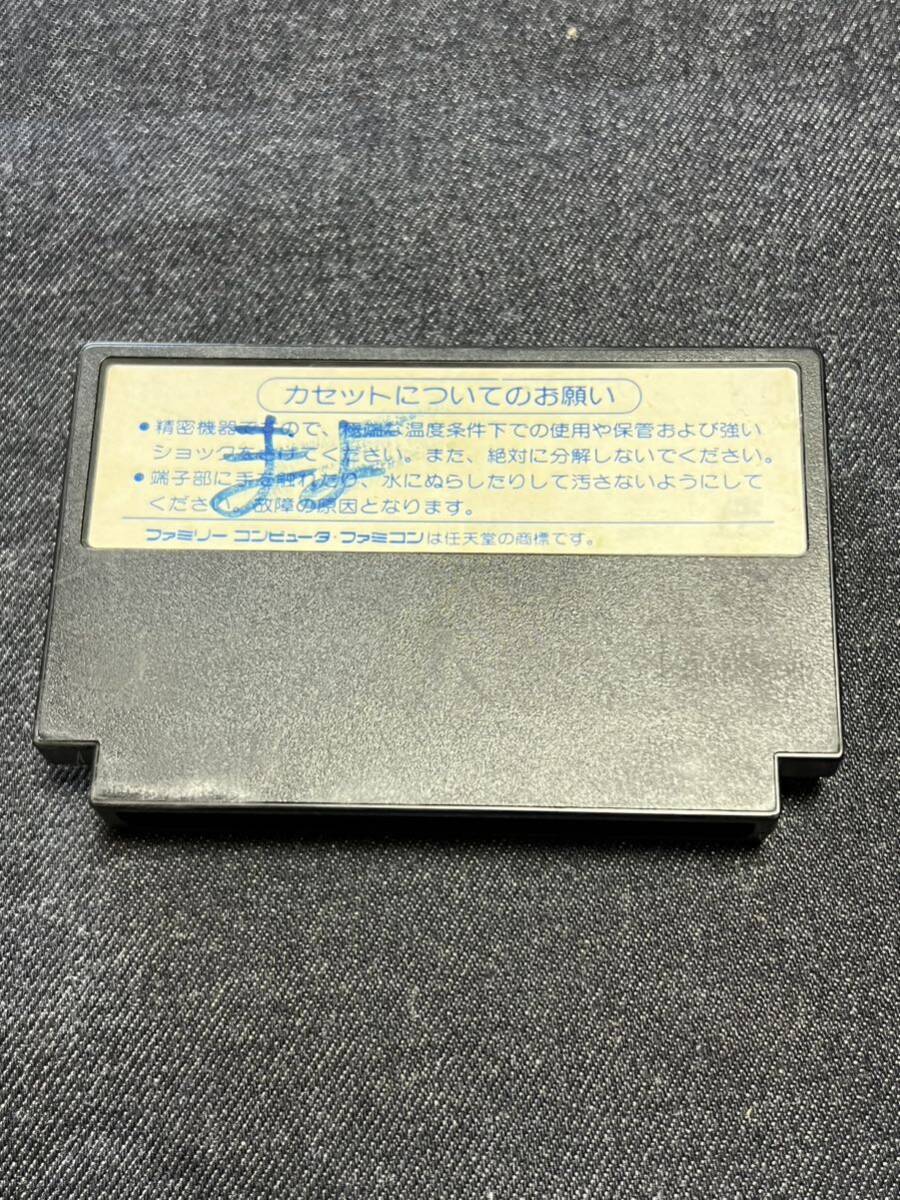 カセットについてのお願い
●精密機器ですので、極端な温度条件下での使用や保管および強い
ショックをさけてください。また、絶対に分解しないでください。
●端子部に手を触れたり、水にぬらしたりして汚さないようにして
ください。故障の原因となります。
ファミリー コンピュータ・ファミコンは任天堂の商標です。